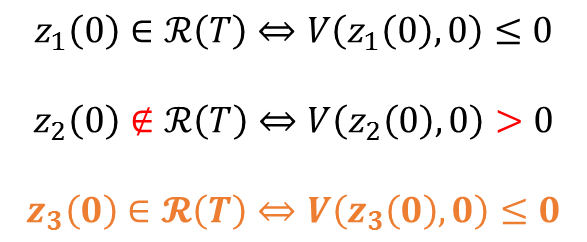 z₁(0) ∈ ℛ(T) ⇔ V(z₁(0), 0) ≤ 0
z₂(0) ∉ ℛ(T) ⇔ V(z₂(0), 0) > 0
z₃(0) ∈ ℛ(T) ⇔ V(z₃(0), 0) ≤ 0